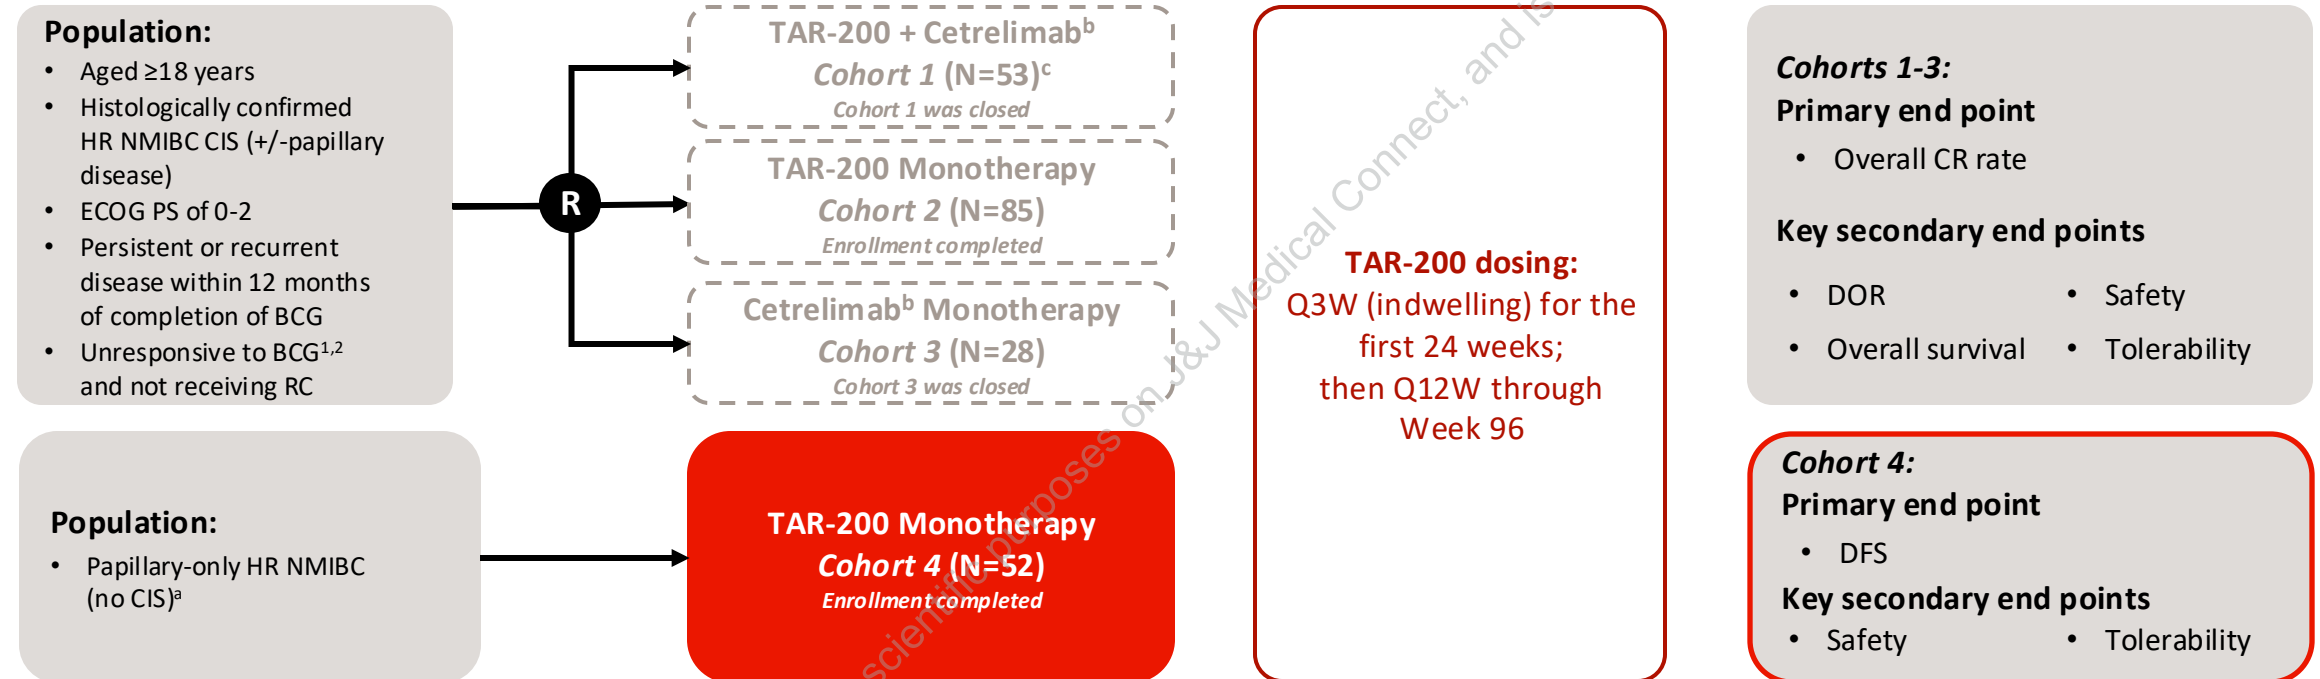 Population:
• Aged ≥18 years
• Histologically confirmed
HR NMIBC CIS (+/-papillary
disease)
• ECOG PS of 0-2
• Persistent or recurrent
disease within 12 months
of completion of BCG
• Unresponsive to BCG1,2
and not receiving RC
R
TAR-200 + Cetrelimabb
Cohort 1 (N=53)c
Cohort 1 was closed
TAR-200 Monotherapy
Cohort 2 (N=85)
Enrollment completed
Cetrelimabb Monotherapy
Cohort 3 (N=28)
Cohort 3 was closed
Population:
• Papillary-only HR NMIBC
(no CIS)a
TAR-200 Monotherapy
Cohort 4 (N=52)
Enrollment completed
TAR-200 dosing:
Q3W (indwelling) for the
first 24 weeks;
then Q12W through
Week 96
Cohorts 1-3:
Primary end point
• Overall CR rate
Key secondary end points
• DOR • Safety
• Overall survival • Tolerability
Cohort 4:
Primary end point
• DFS
Key secondary end points
• Safety • Tolerability
scientific purposes on J&J Medical Connect, and is